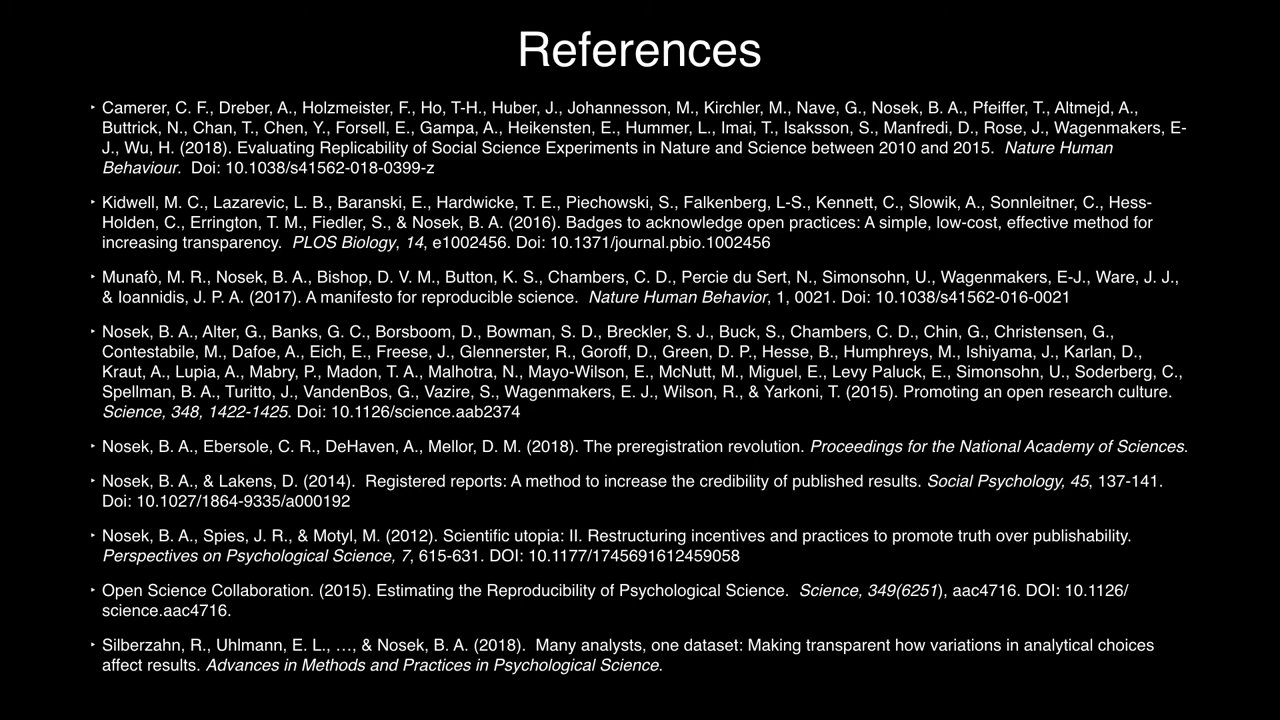 References
‣ Camerer, C. F., Dreber, A., Holzmeister, F., Ho, T-H., Huber, J., Johannesson, M., Kirchler, M., Nave, G., Nosek, B. A., Pfeiffer, T., Altmejd, A.,
Buttrick, N., Chan, T., Chen, Y., Forsell, E., Gampa, A., Heikensten, E., Hummer, L., Imai, T., Isaksson, S., Manfredi, D., Rose, J., Wagenmakers, E-
J., Wu, H. (2018). Evaluating Replicability of Social Science Experiments in Nature and Science between 2010 and 2015. Nature Human
Behaviour. Doi: 10.1038/s41562-018-0399-z
‣ Kidwell, M. C., Lazarevic, L. B., Baranski, E., Hardwicke, T. E., Piechowski, S., Falkenberg, L-S., Kennett, C., Slowik, A., Sonnleitner, C., Hess-
Holden, C., Errington, T. M., Fiedler, S., & Nosek, B. A. (2016). Badges to acknowledge open practices: A simple, low-cost, effective method for
increasing transparency. PLOS Biology, 14, e1002456. Doi: 10.1371/journal.pbio.1002456
‣ Munafò, M. R., Nosek, B. A., Bishop, D. V. M., Button, K. S., Chambers, C. D., Percie du Sert, N., Simonsohn, U., Wagenmakers, E-J., Ware, J. J.,
& Ioannidis, J. P. A. (2017). A manifesto for reproducible science. Nature Human Behavior, 1, 0021. Doi: 10.1038/s41562-016-0021
‣ Nosek, B. A., Alter, G., Banks, G. C., Borsboom, D., Bowman, S. D., Breckler, S. J., Buck, S., Chambers, C. D., Chin, G., Christensen, G.,
Contestabile, M., Dafoe, A., Eich, E., Freese, J., Glennerster, R., Goroff, D., Green, D. P., Hesse, B., Humphreys, M., Ishiyama, J., Karlan, D.,
Kraut, A., Lupia, A., Mabry, P., Madon, T. A., Malhotra, N., Mayo-Wilson, E., McNutt, M., Miguel, E., Levy Paluck, E., Simonsohn, U., Soderberg, C.,
Spellman, B. A., Turitto, J., VandenBos, G., Vazire, S., Wagenmakers, E. J., Wilson, R., & Yarkoni, T. (2015). Promoting an open research culture.
Science, 348, 1422-1425. Doi: 10.1126/science.aab2374
‣ Nosek, B. A., Ebersole, C. R., DeHaven, A., Mellor, D. M. (2018). The preregistration revolution. Proceedings for the National Academy of Sciences.
‣ Nosek, B. A., & Lakens, D. (2014). Registered reports: A method to increase the credibility of published results. Social Psychology, 45, 137-141.
Doi: 10.1027/1864-9335/a000192
‣ Nosek, B. A., Spies, J. R., & Motyl, M. (2012). Scientific utopia: II. Restructuring incentives and practices to promote truth over publishability.
Perspectives on Psychological Science, 7, 615-631. DOI: 10.1177/1745691612459058
‣ Open Science Collaboration. (2015). Estimating the Reproducibility of Psychological Science. Science, 349(6251), aac4716. DOI: 10.1126/
science.aac4716.
‣ Silberzahn, R., Uhlmann, E. L., …, & Nosek, B. A. (2018). Many analysts, one dataset: Making transparent how variations in analytical choices
affect results. Advances in Methods and Practices in Psychological Science.